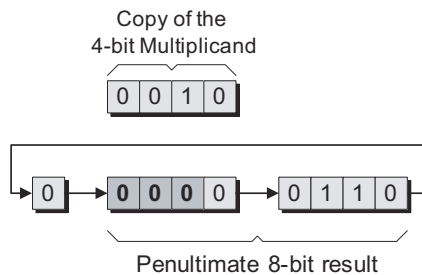 Copy of the
4-bit Multiplicand
0 0 1 0
0 0 0 0 0 0 1 1 0
Penultimate 8-bit result